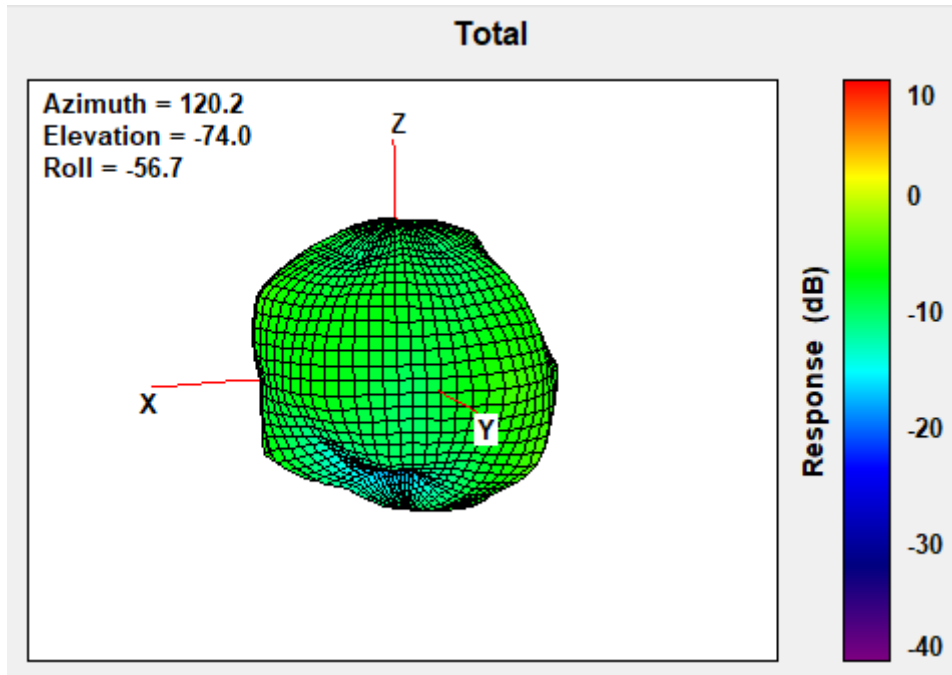 Total
Azimuth = 120.2
Elevation = -74.0
Roll = -56.7
Z
X
Y
10
0
-10
-20
-30
-40
Response (dB)